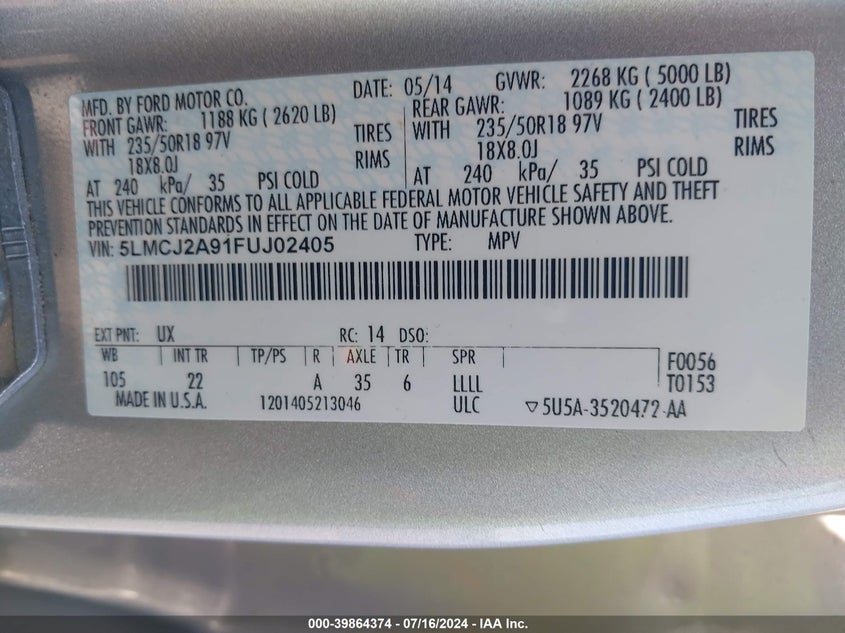 MFD. BY FORD MOTOR CO. DATE: 05/14 GVWR: 2268 KG ( 5000 LB)
FRONT GAWR: 1188 KG ( 2620 LB) REAR GAWR: 1089 KG ( 2400 LB)
WITH 235/50R18 97V TIRES WITH 235/50R18 97V TIRES
18X8.0J RIMS 18X8.0J RIMS
AT 240 kPa/ 35 PSI COLD AT 240 kPa/ 35 PSI COLD
THIS VEHICLE CONFORMS TO ALL APPLICABLE FEDERAL MOTOR VEHICLE SAFETY AND THEFT
PREVENTION STANDARDS IN EFFECT ON THE DATE OF MANUFACTURE SHOWN ABOVE.
VIN: 5LMCJ2A91FUJ02405 TYPE: MPV
EXT PNT: UX RC: 14 DSO:
WB INT TR TP/PS R AXLE TR SPR F0056
105 22 A 35 6 LLLL T0153
MADE IN U.S.A. 1201405213046 ULC ▽5U5A-3520472-AA
000-39864374 - 07/16/2024 - IAA Inc.